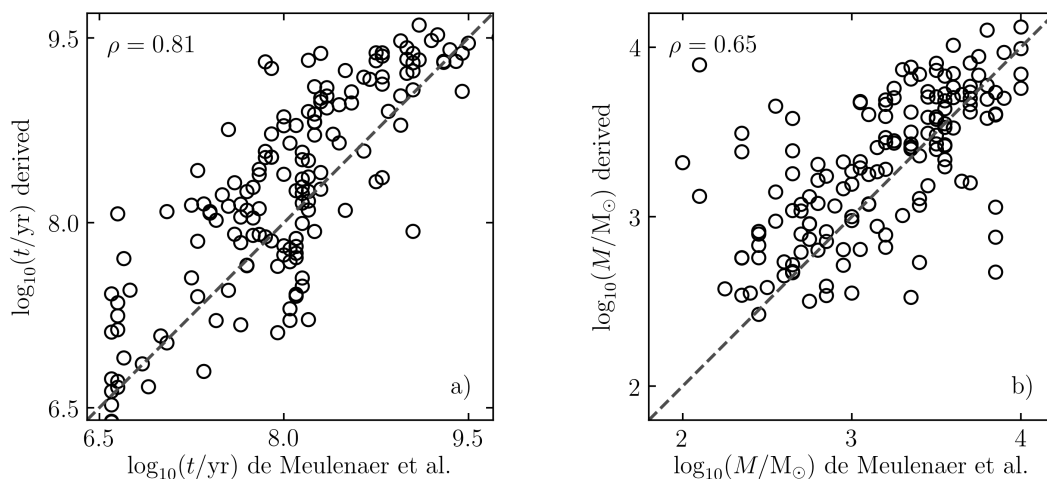 ρ = 0.81
a)
9.5
8.0
6.5
log₁₀(t/yr) derived
6.5 8.0 9.5
log₁₀(t/yr) de Meulenaer et al.
ρ = 0.65
b)
4
3
2
log₁₀(M/M⊙) derived
2 3 4
log₁₀(M/M⊙) de Meulenaer et al.